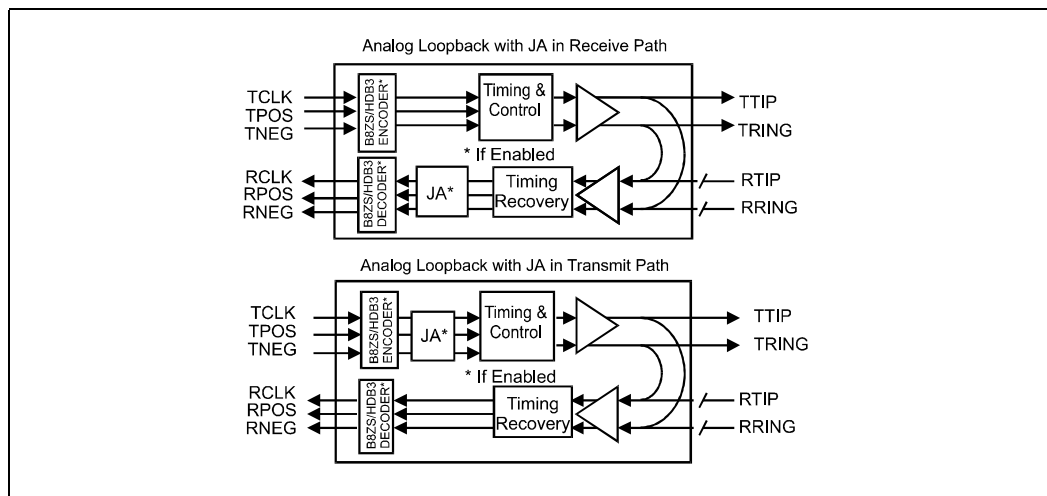 Analog Loopback with JA in Receive Path
TCLK
TPOS
TNEG
B8ZS/HDB3
ENCODER*
Timing &
Control
TTIP
TRING
* If Enabled
RCLK
RPOS
RNEG
B8ZS/HDB3
DECODER*
JA*
Timing
Recovery
RTIP
RRING
Analog Loopback with JA in Transmit Path
TCLK
TPOS
TNEG
B8ZS/HDB3
ENCODER*
JA*
Timing &
Control
TTIP
TRING
* If Enabled
RCLK
RPOS
RNEG
B8ZS/HDB3
DECODER*
Timing
Recovery
RTIP
RRING